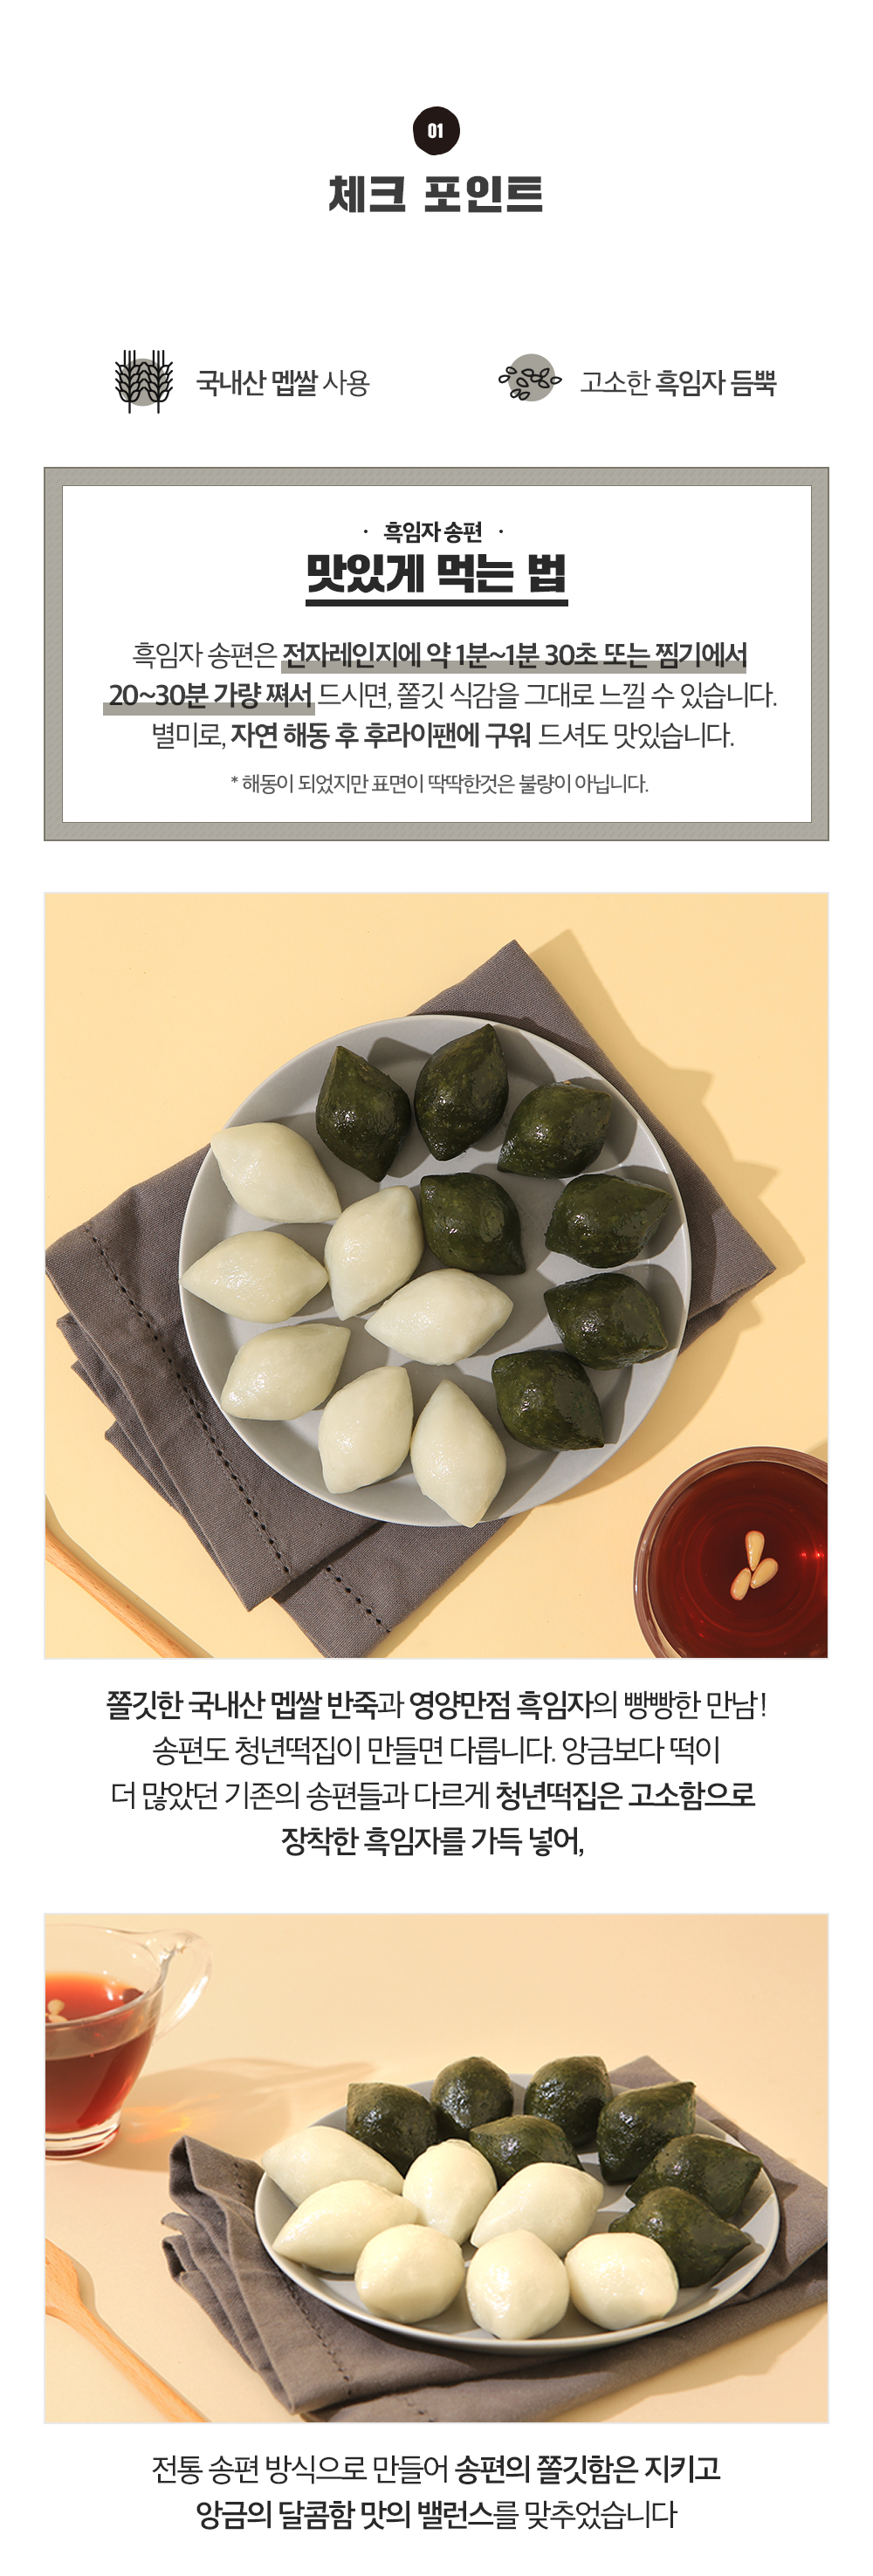 01
체크 포인트
국내산 멥쌀 사용
고소한 흑임자 듬뿍
· 흑임자 송편 ·
맛있게 먹는 법
흑임자 송편은 전자레인지에 약 1분~1분 30초 또는 찜기에서
20~30분 가량 쪄서 드시면, 쫄깃 식감을 그대로 느낄 수 있습니다.
별미로, 자연 해동 후 후라이팬에 구워 드셔도 맛있습니다.
* 해동이 되었지만 표면이 딱딱한것은 불량이 아닙니다.
쫄깃한 국내산 멥쌀 반죽과 영양만점 흑임자의 빵빵한 만남!
송편도 청년떡집이 만들면 다릅니다. 앙금보다 떡이
더 많았던 기존의 송편들과 다르게 청년떡집은 고소함으로
장착한 흑임자를 가득 넣어,
전통 송편 방식으로 만들어 송편의 쫄깃함은 지키고
앙금의 달콤함 맛의 밸런스를 맞추었습니다